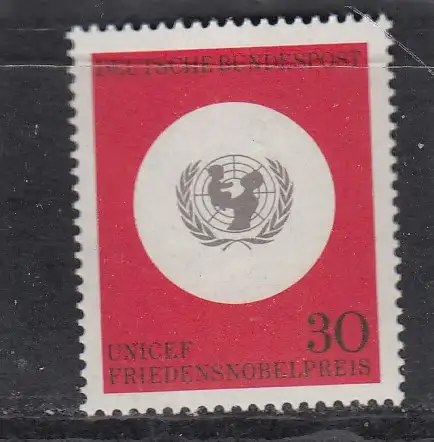 DEUTSCHE BUNDESPOST
30
UNICEF
FRIEDENSNOBELPREIS